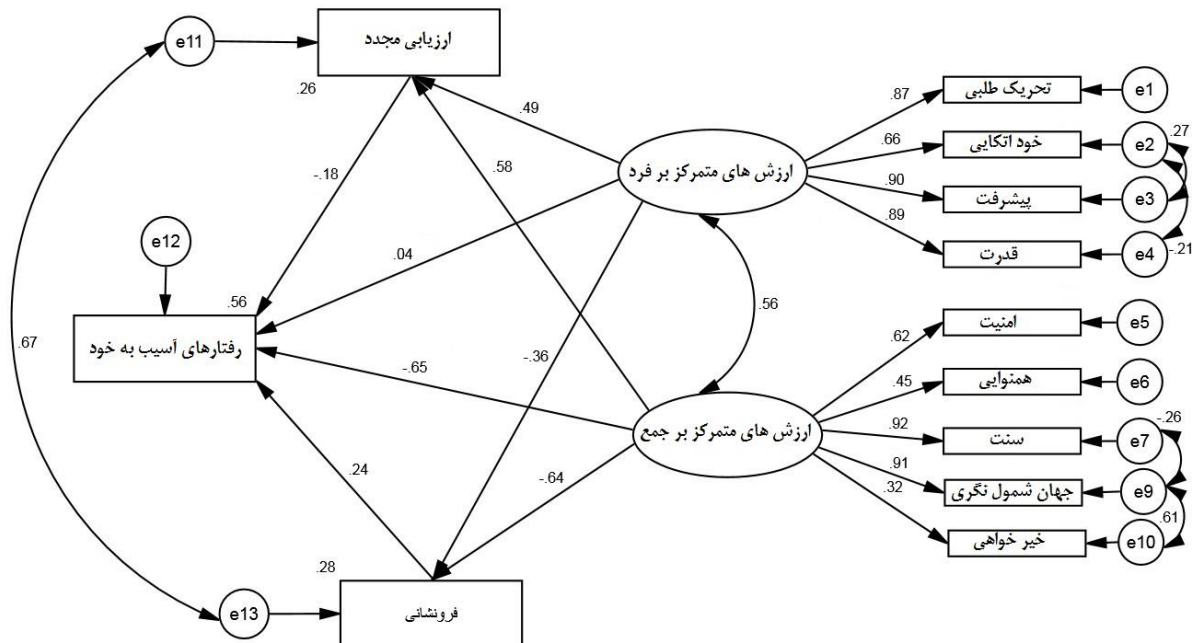 e11
ارزیابی مجدد
.26
.49
.58
-.18
.04
.67
e12
.56
رفتارهای آسیب به خود
-.65
-.36
.24
-.64
e13
.28
فرونشانی
ارزش های متمرکز بر فرد
.56
ارزش های متمرکز بر جمع
.87
تحریک طلبی
e1
.66
خود اتکایی
e2
.27
.90
پیشرفت
e3
.89
قدرت
e4
-.21
.62
امنیت
e5
.45
همنوایی
e6
.92
سنت
e7
-.26
.91
جهان شمول نگری
e9
.32
خیر خواهی
e10
.61